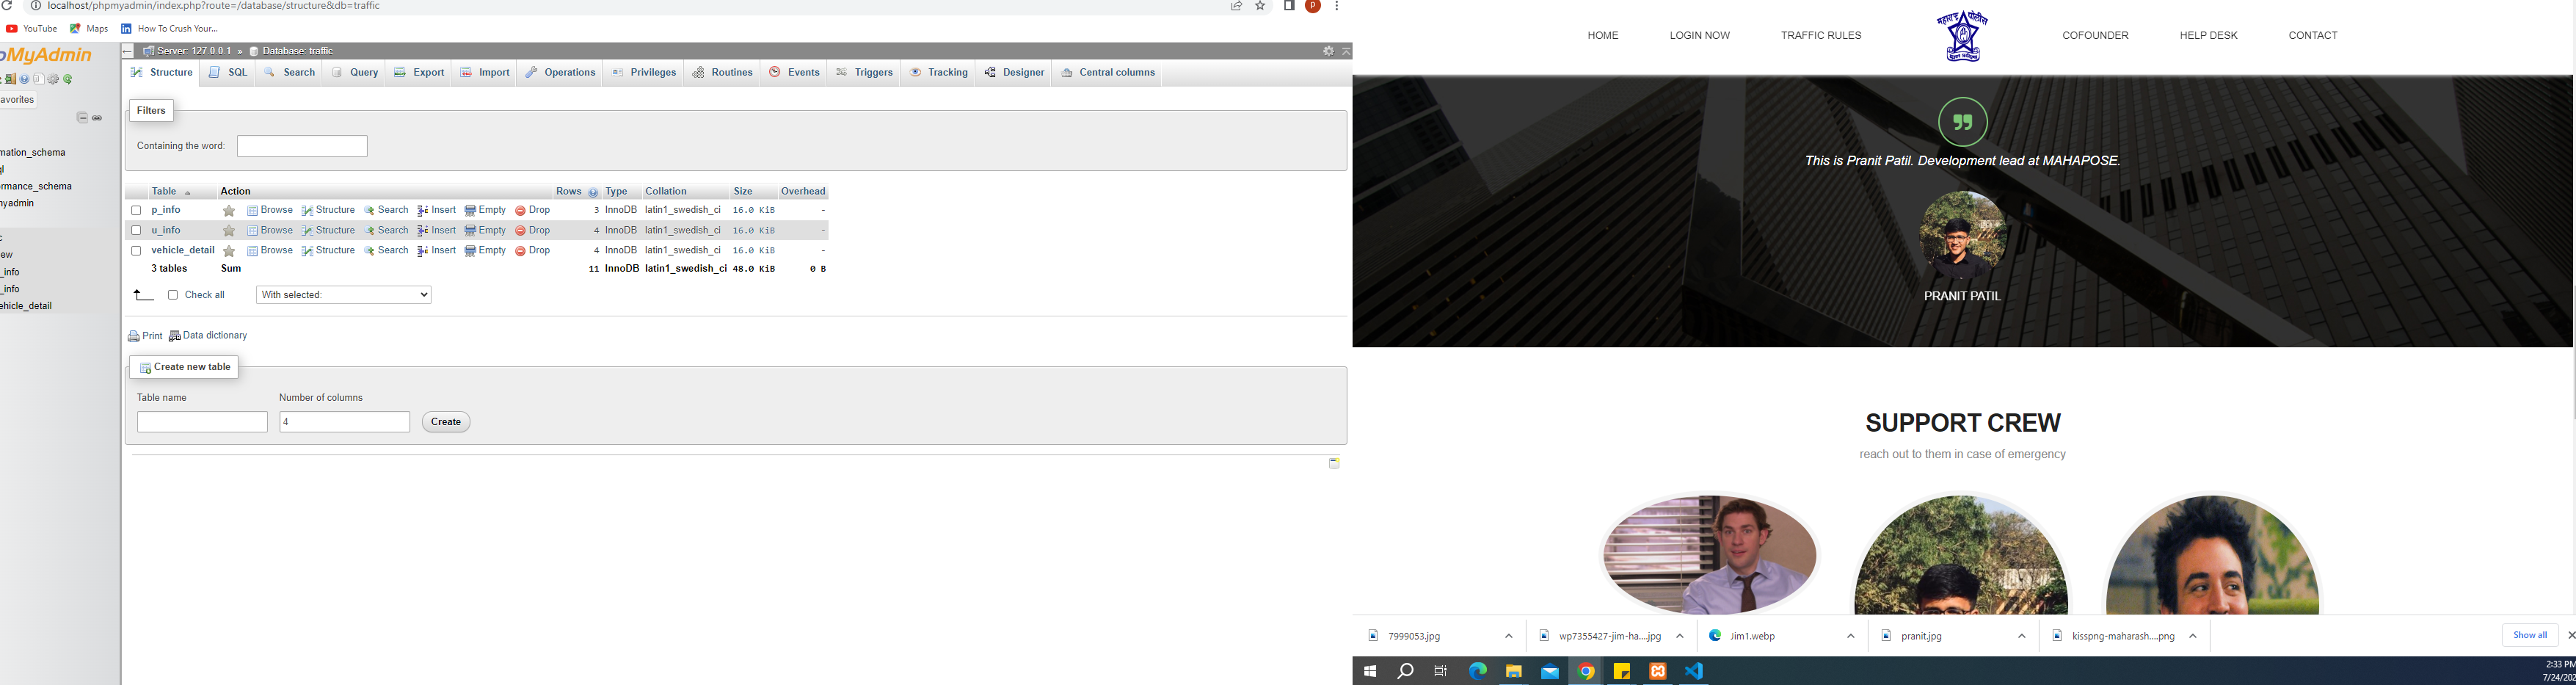 localhost/phpmyadmin/index.php?route=/database/structure&db=traffic
YouTube Maps How To Crush Your...
pMyAdmin
avorites
mation_schema
ql
ormance_schema
myadmin
c
ew
_info
_info
ehicle_detail
Server: 127.0.0.1 » Database: traffic
Structure SQL Search Query Export Import Operations Privileges Routines Events Triggers Tracking Designer Central columns
Filters
Containing the word:
Table Action Rows Type Collation Size Overhead
p_info Browse Structure Search Insert Empty Drop 3 InnoDB latin1_swedish_ci 16.0 KiB -
u_info Browse Structure Search Insert Empty Drop 4 InnoDB latin1_swedish_ci 16.0 KiB -
vehicle_detail Browse Structure Search Insert Empty Drop 4 InnoDB latin1_swedish_ci 16.0 KiB -
3 tables Sum 11 InnoDB latin1_swedish_ci 48.0 KiB 0 B
Check all With selected:
Print Data dictionary
Create new table
Table name Number of columns
4 Create
HOME LOGIN NOW TRAFFIC RULES महाराष्ट्र पोलीस COFOUNDER HELP DESK CONTACT
This is Pranit Patil. Development lead at MAHAPOSE.
PRANIT PATIL
SUPPORT CREW
reach out to them in case of emergency
7999053.jpg wp7355427-jim-ha....jpg Jim1.webp pranit.jpg kisspng-maharash....png Show all
2:33 PM
7/24/202